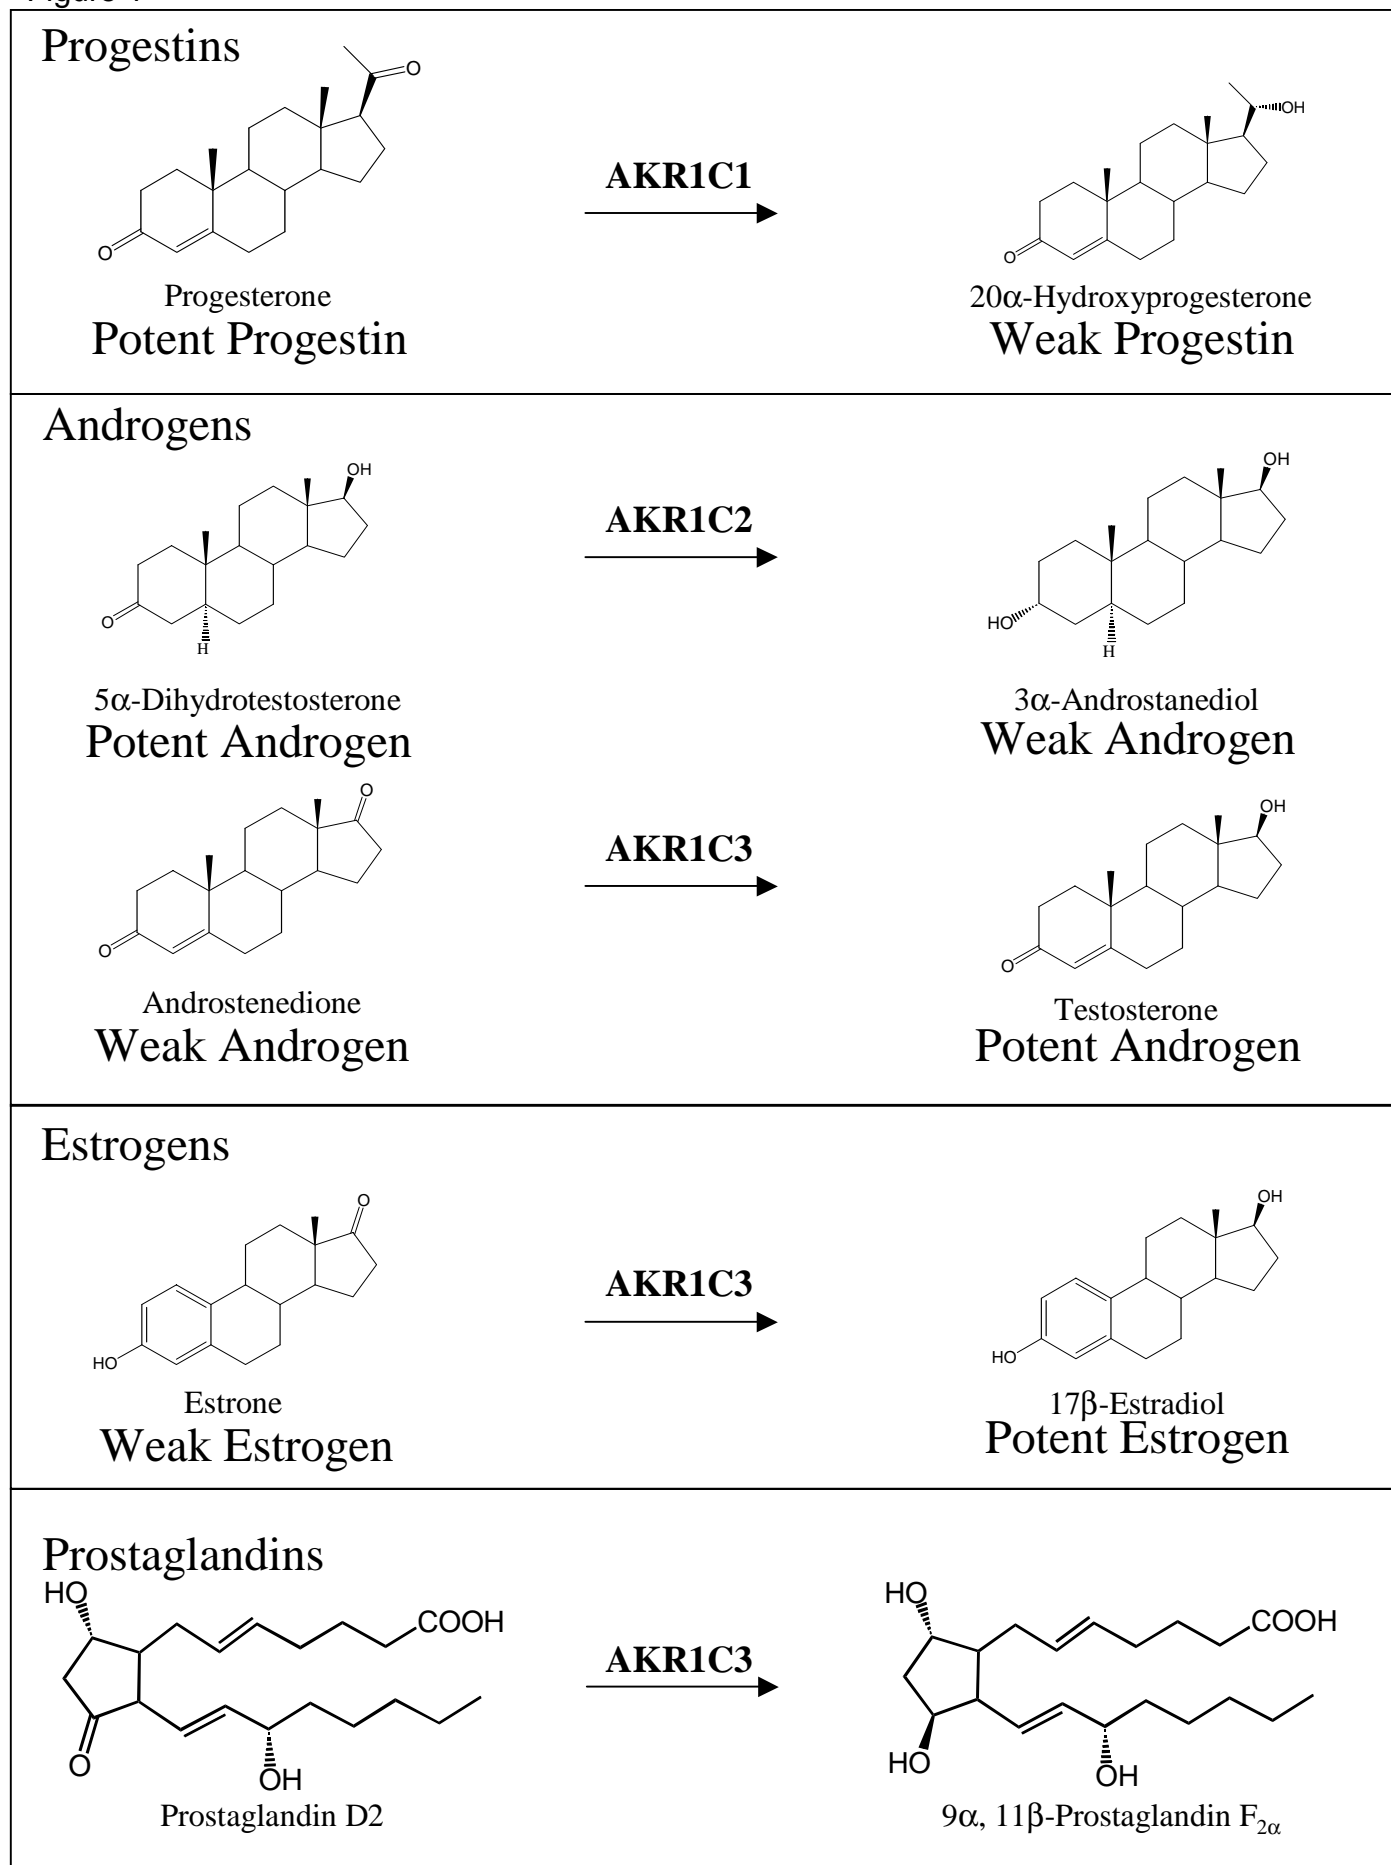 Progestins
O
OH
AKR1C1
O
O
Progesterone
20α-Hydroxyprogesterone
Potent Progestin
Weak Progestin
Androgens
OH
OH
AKR1C2
O
HO
H
H
5α-Dihydrotestosterone
3α-Androstanediol
Potent Androgen
Weak Androgen
O
OH
AKR1C3
O
O
Androstenedione
Testosterone
Weak Androgen
Potent Androgen
Estrogens
O
OH
AKR1C3
HO
HO
Estrone
17β-Estradiol
Weak Estrogen
Potent Estrogen
Prostaglandins
HO
HO
COOH
COOH
AKR1C3
O
HO
OH
OH
Prostaglandin D2
9α, 11β-Prostaglandin F2α